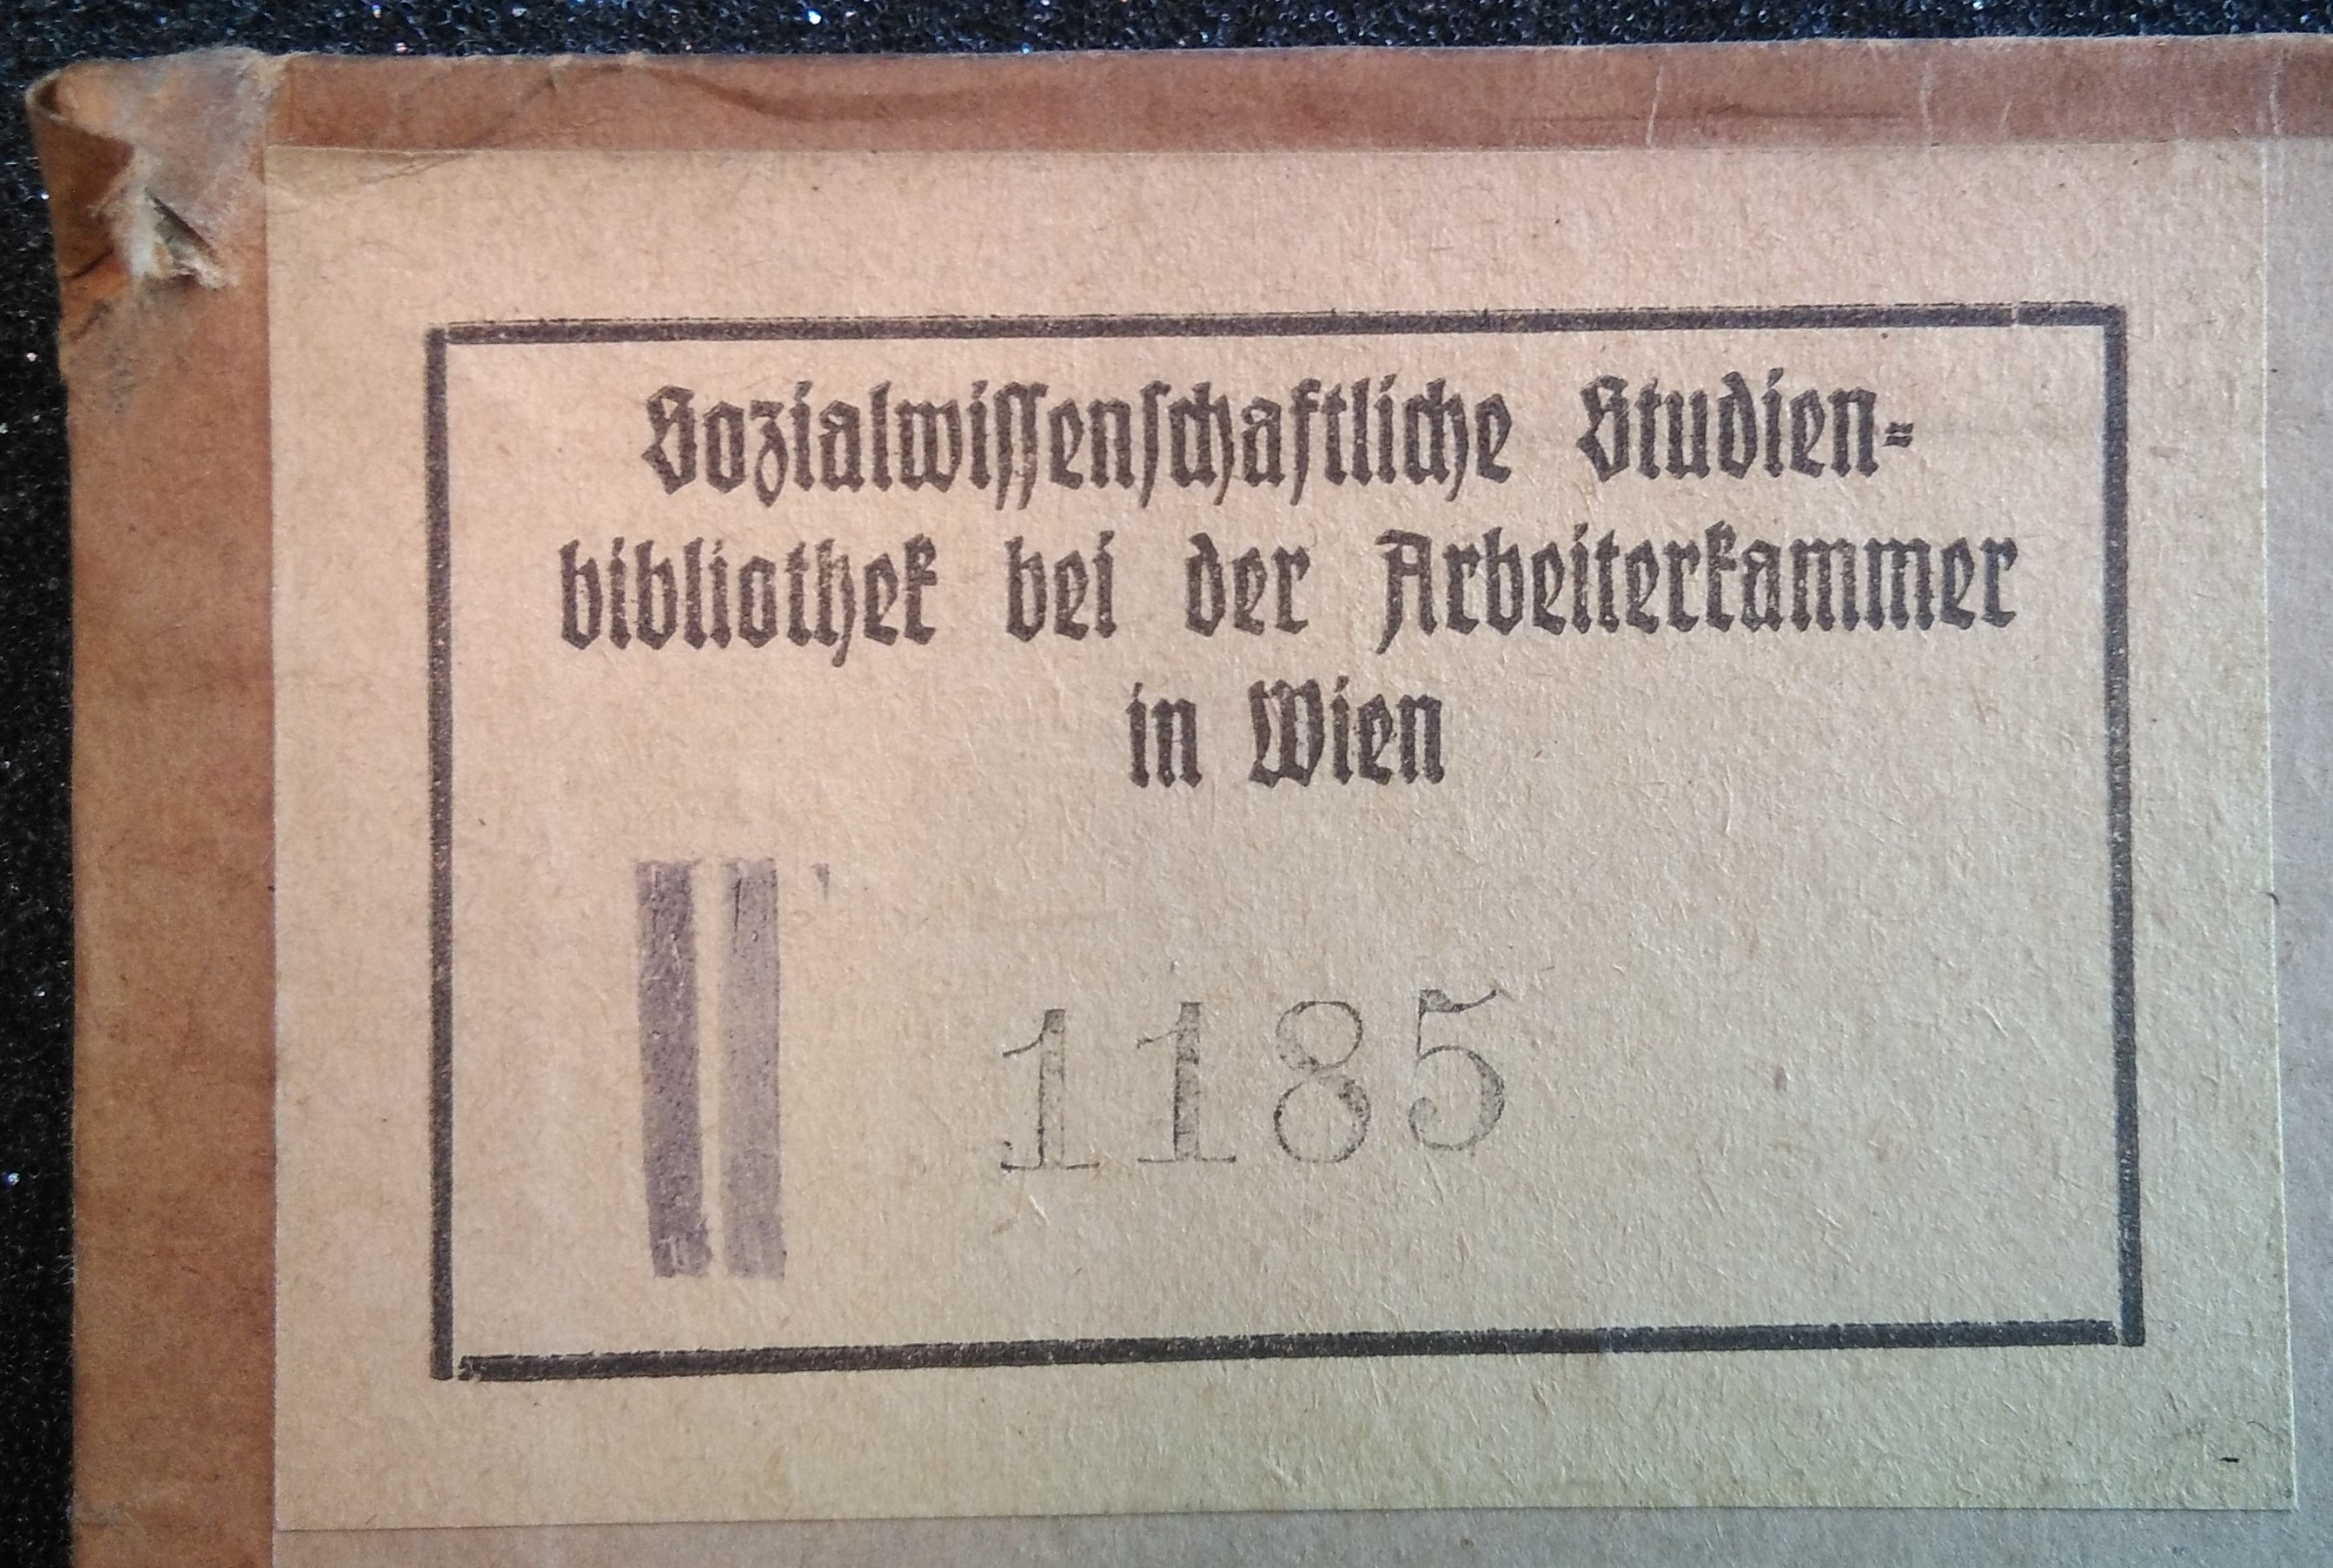 Sozialwissenschaftliche Studien-
bibliothek bei der Arbeiterkammer
in Wien
II 1185